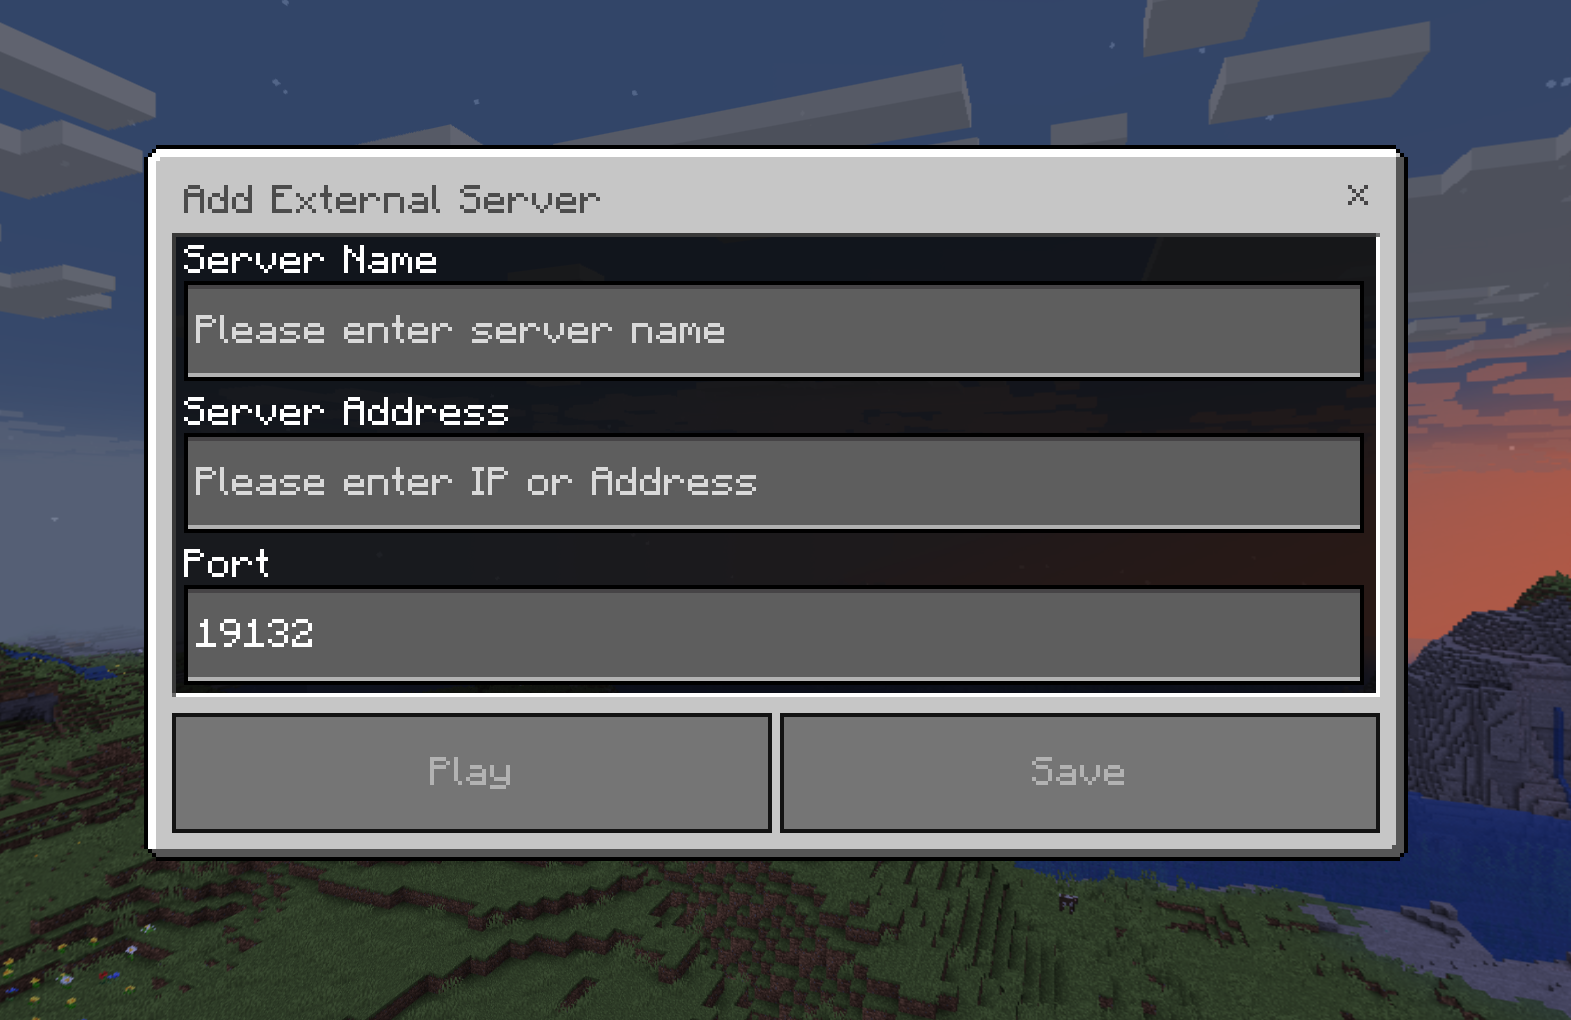 Add External Server
Server Name
Please enter server name
Server Address
Please enter IP or Address
Port
19132
Play
Save